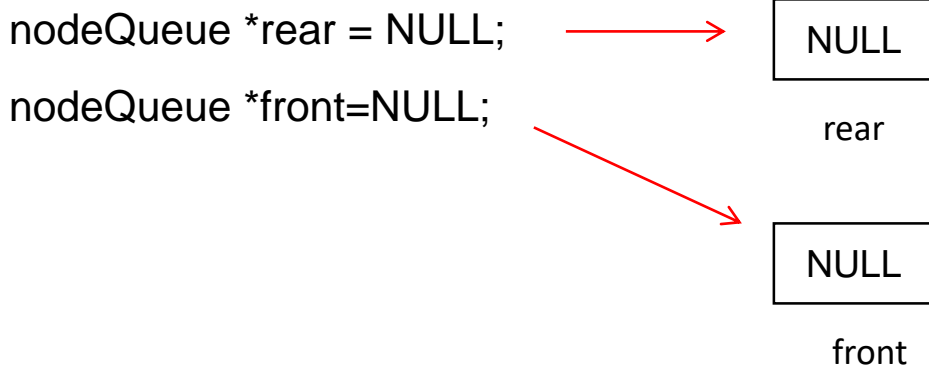 nodeQueue *rear = NULL;
NULL
nodeQueue *front=NULL;
rear
NULL
front